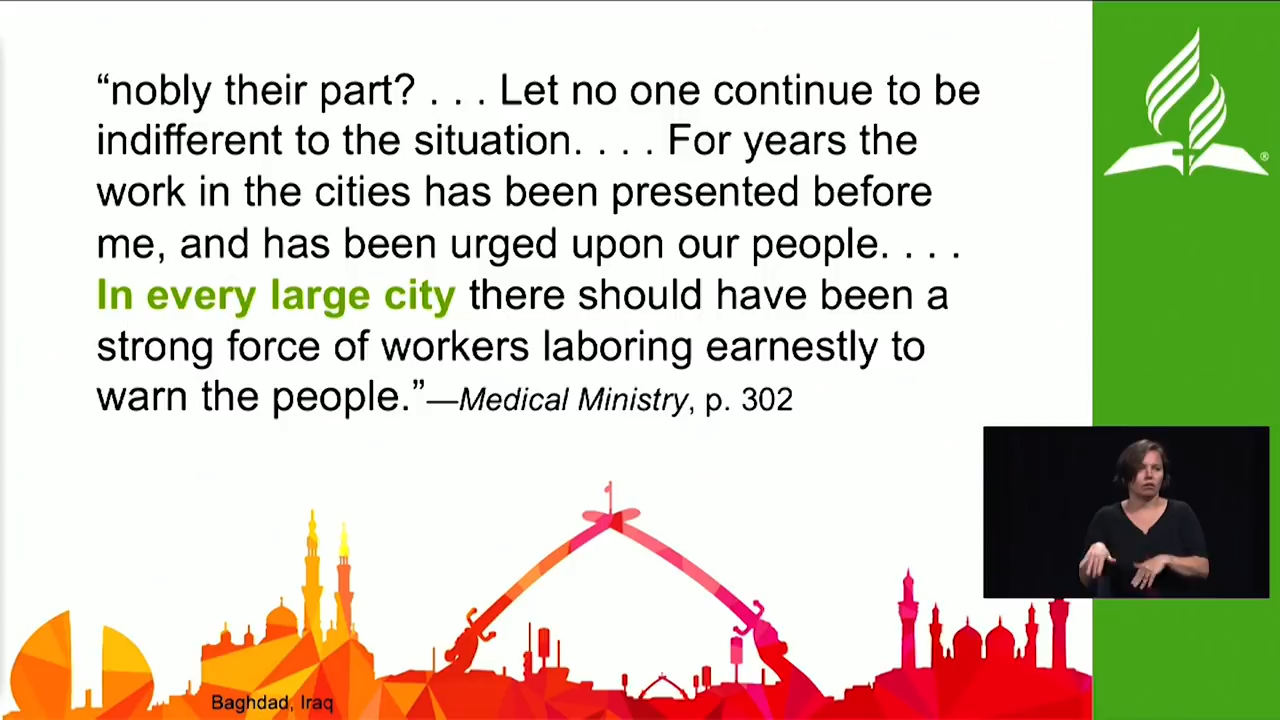 “nobly their part? . . . Let no one continue to be
indifferent to the situation. . . . For years the
work in the cities has been presented before
me, and has been urged upon our people. . . .
In every large city there should have been a
strong force of workers laboring earnestly to
warn the people.”—Medical Ministry, p. 302
Baghdad, Iraq
®